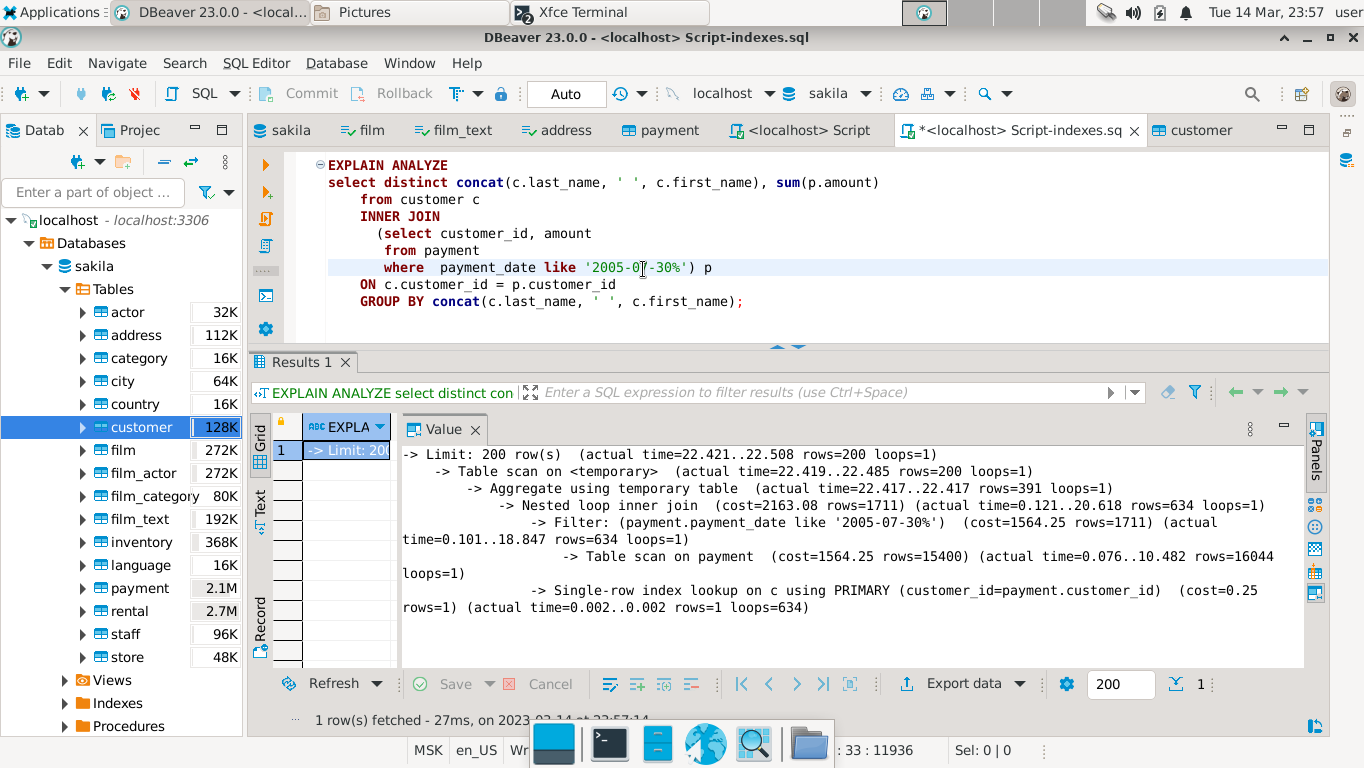 Applications
DBeaver 23.0.0 - <local...
Pictures
Xfce Terminal
Tue 14 Mar, 23:57
user
DBeaver 23.0.0 - <localhost> Script-indexes.sql
File Edit Navigate Search SQL Editor Database Window Help
SQL
Commit
Rollback
Auto
localhost
sakila
Datab
Projec
sakila
film
film_text
address
payment
<localhost> Script
*<localhost> Script-indexes.sq
customer
Enter a part of object ...
localhost - localhost:3306
Databases
sakila
Tables
actor 32K
address 112K
category 16K
city 64K
country 16K
customer 128K
film 272K
film_actor 272K
film_category 80K
film_text 192K
inventory 368K
language 16K
payment 2.1M
rental 2.7M
staff 96K
store 48K
Views
Indexes
Procedures
EXPLAIN ANALYZE
select distinct concat(c.last_name, ' ', c.first_name), sum(p.amount)
from customer c
INNER JOIN
(select customer_id, amount
from payment
where payment_date like '2005-07-30%') p
ON c.customer_id = p.customer_id
GROUP BY concat(c.last_name, ' ', c.first_name);
Results 1
EXPLAIN ANALYZE select distinct con
Enter a SQL expression to filter results (use Ctrl+Space)
Grid
Text
Record
ABC EXPLA
1 -> Limit: 200
Value
-> Limit: 200 row(s) (actual time=22.421..22.508 rows=200 loops=1)
-> Table scan on <temporary> (actual time=22.419..22.485 rows=200 loops=1)
-> Aggregate using temporary table (actual time=22.417..22.417 rows=391 loops=1)
-> Nested loop inner join (cost=2163.08 rows=1711) (actual time=0.121..20.618 rows=634 loops=1)
-> Filter: (payment.payment_date like '2005-07-30%') (cost=1564.25 rows=1711) (actual
time=0.101..18.847 rows=634 loops=1)
-> Table scan on payment (cost=1564.25 rows=15400) (actual time=0.076..10.482 rows=16044
loops=1)
-> Single-row index lookup on c using PRIMARY (customer_id=payment.customer_id) (cost=0.25
rows=1) (actual time=0.002..0.002 rows=1 loops=634)
Panels
Refresh
Save
Cancel
Export data
200
1
1 row(s) fetched - 27ms, on 2023-03-14 at 23:57:14
MSK
en_US
Wr
: 33 : 11936
Sel: 0 | 0